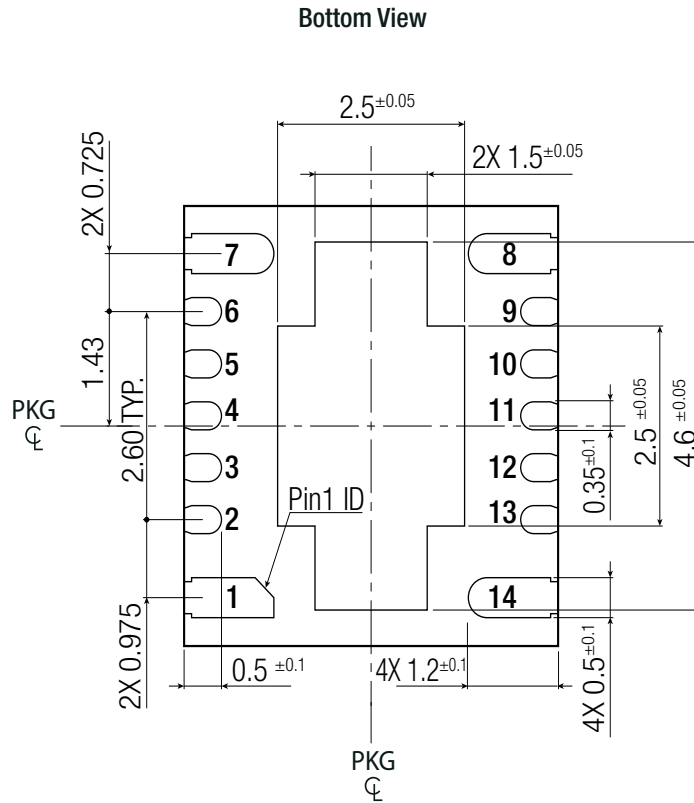 Bottom View
2.5±0.05
2X 1.5±0.05
2X 0.725
7
8
6
9
1.43
5
10
PKG
℄
4
11
2.60 TYP.
0.35±0.1
2.5 ±0.05
4.6 ±0.05
3
12
Pin1 ID
2
13
1
14
2X 0.975
0.5 ±0.1
4X 1.2±0.1
4X 0.5±0.1
PKG
℄